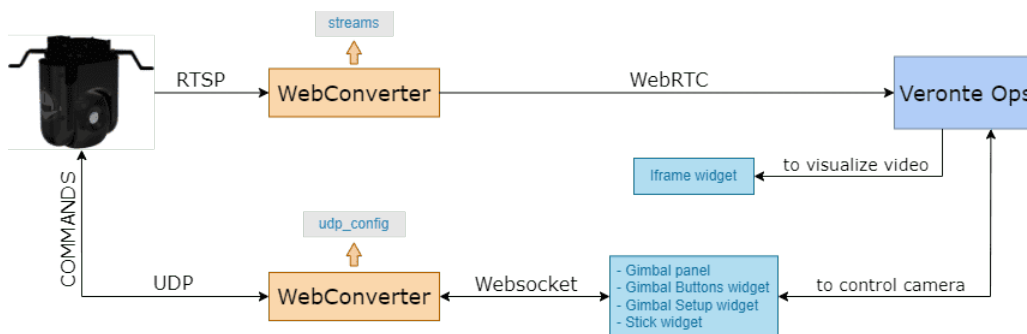 streams
RTSP
WebConverter
WebRTC
Veronte Ops
Iframe widget
to visualize video
COMMANDS
udp_config
UDP
WebConverter
Websocket
- Gimbal panel
- Gimbal Buttons widget
- Gimbal Setup widget
- Stick widget
to control camera